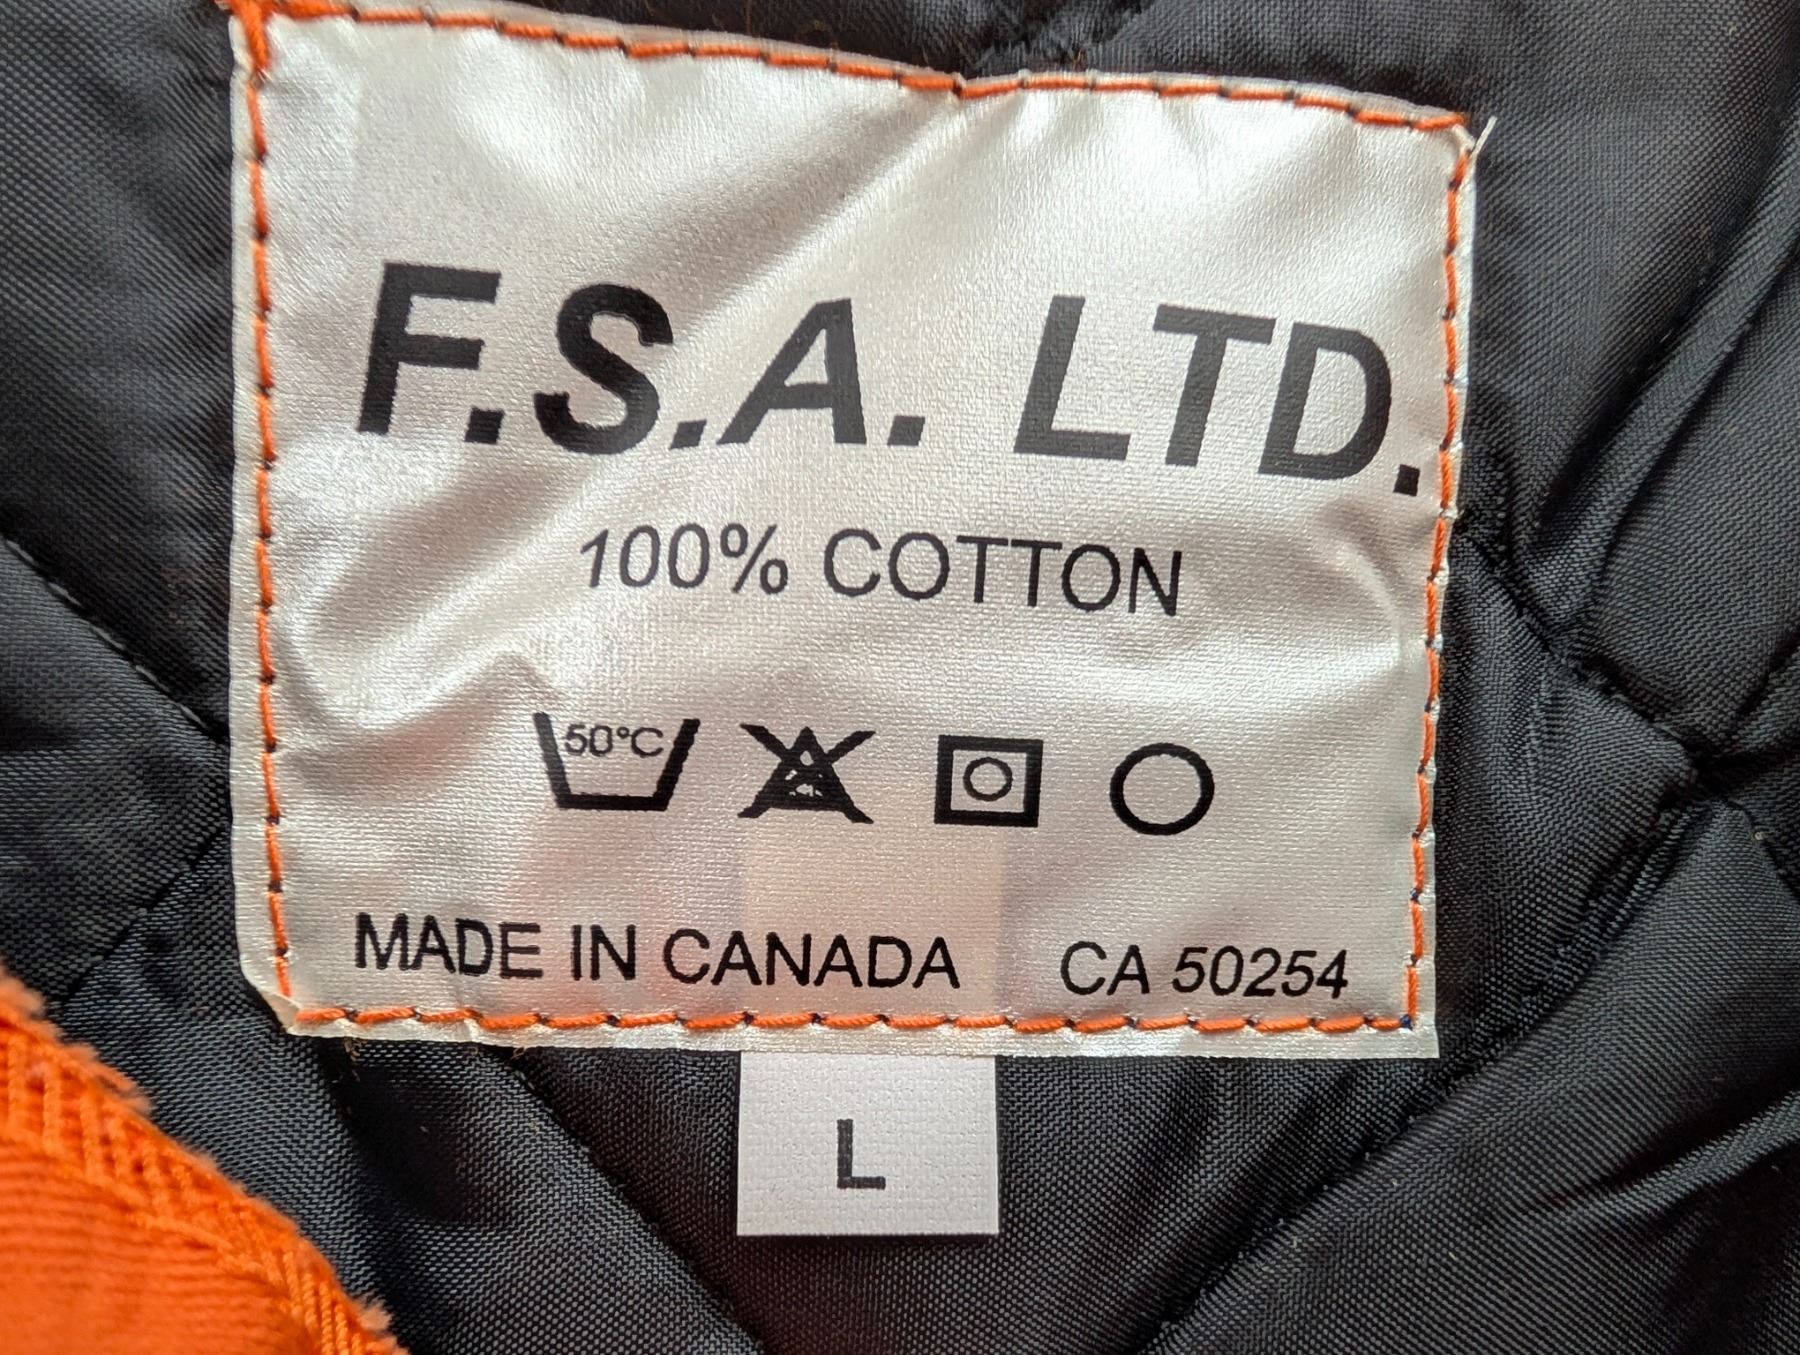 F.S.A. LTD.
100% COTTON
50°C
MADE IN CANADA CA 50254
L